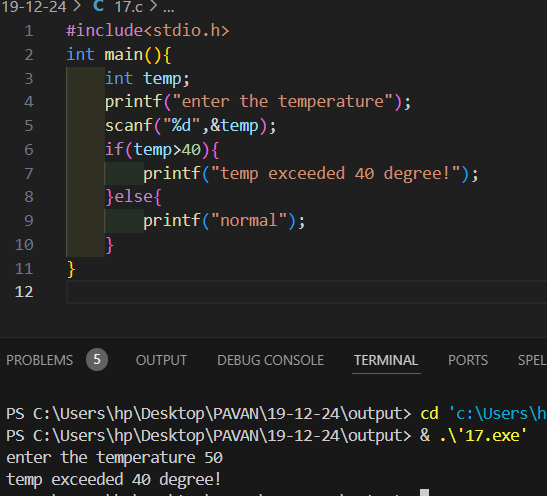 19-12-24 > C 17.c > ...
1 #include<stdio.h>
2 int main(){
3     int temp;
4     printf("enter the temperature");
5     scanf("%d",&temp);
6     if(temp>40){
7         printf("temp exceeded 40 degree!");
8     }else{
9         printf("normal");
10     }
11 }
12
PROBLEMS 5 OUTPUT DEBUG CONSOLE TERMINAL PORTS SPEL
PS C:\Users\hp\Desktop\PAVAN\19-12-24\output> cd 'c:\Users\h
PS C:\Users\hp\Desktop\PAVAN\19-12-24\output> & .\'17.exe'
enter the temperature 50
temp exceeded 40 degree!